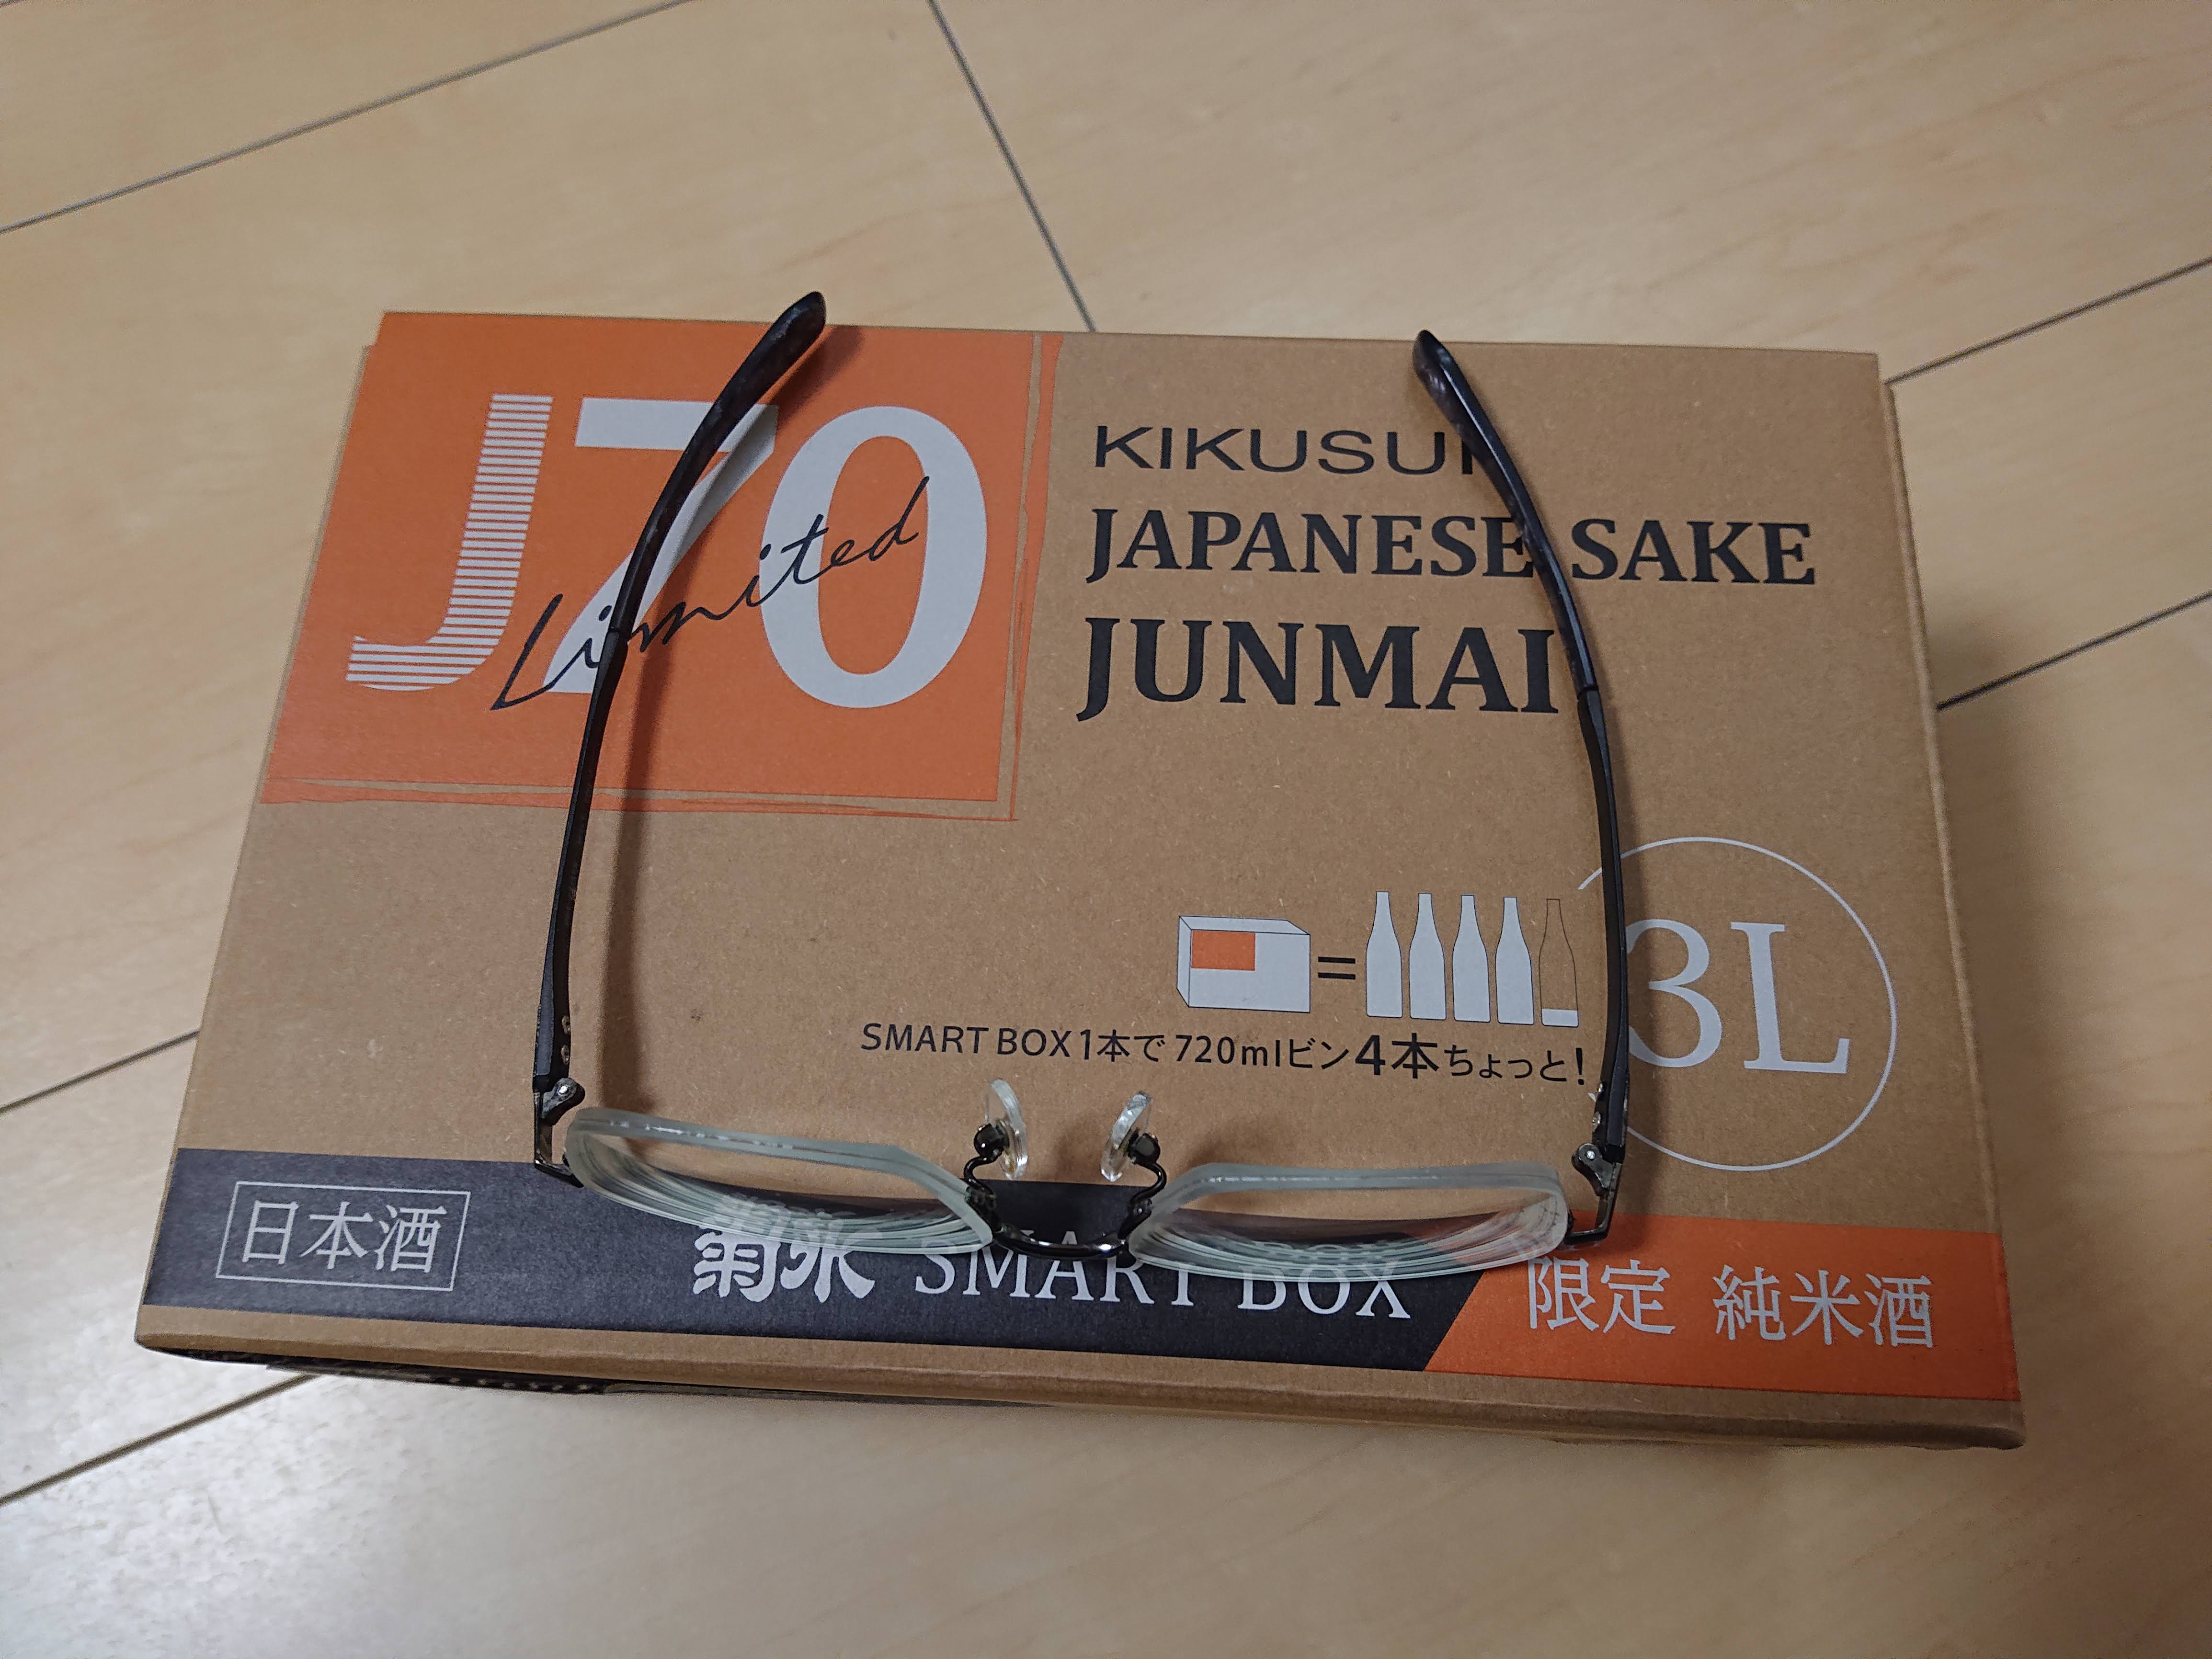 J70
Limited
KIKUSUI
JAPANESE SAKE
JUNMAI
=
3L
SMART BOX 1本で 720mlビン4本ちょっと!
日本酒
菊水 SMART BOX
限定 純米酒